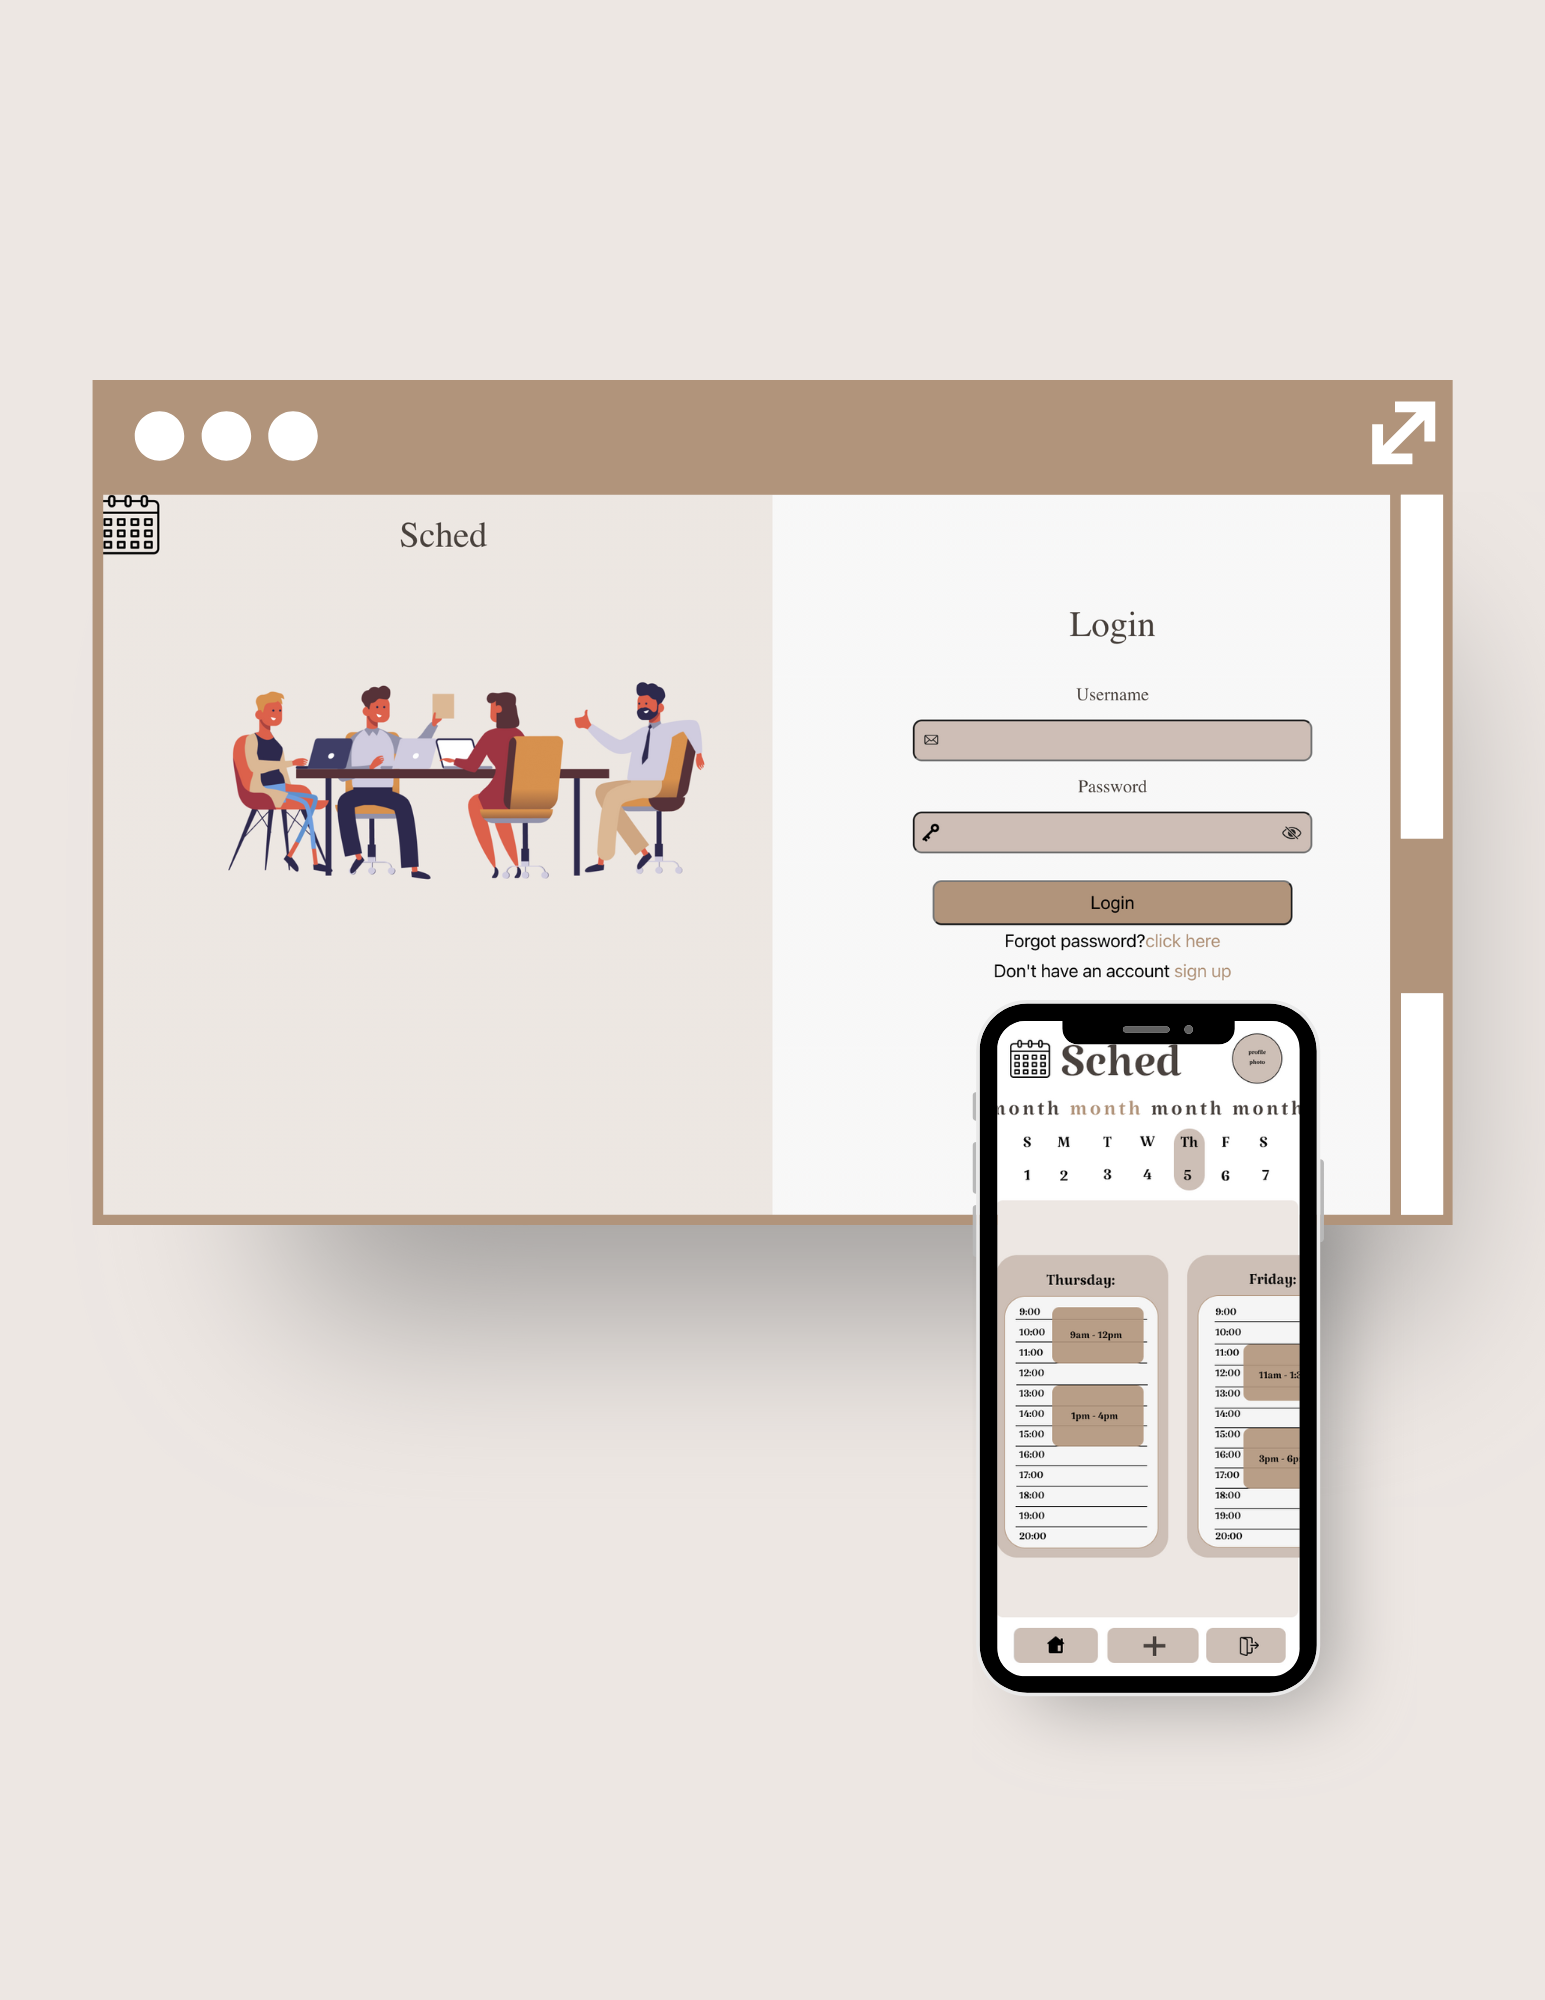 Sched
Login
Username
Password
Login
Forgot password?click here
Don't have an account sign up
Sched
profile
photo
month month month month
S M T W Th F S
1 2 3 4 5 6 7
Thursday:
9:00
10:00
11:00
12:00
13:00
14:00
15:00
16:00
17:00
18:00
19:00
20:00
9am - 12pm
1pm - 4pm
Friday:
9:00
10:00
11:00
12:00
13:00
14:00
15:00
16:00
17:00
18:00
19:00
20:00
11am - 1:3
3pm - 6p